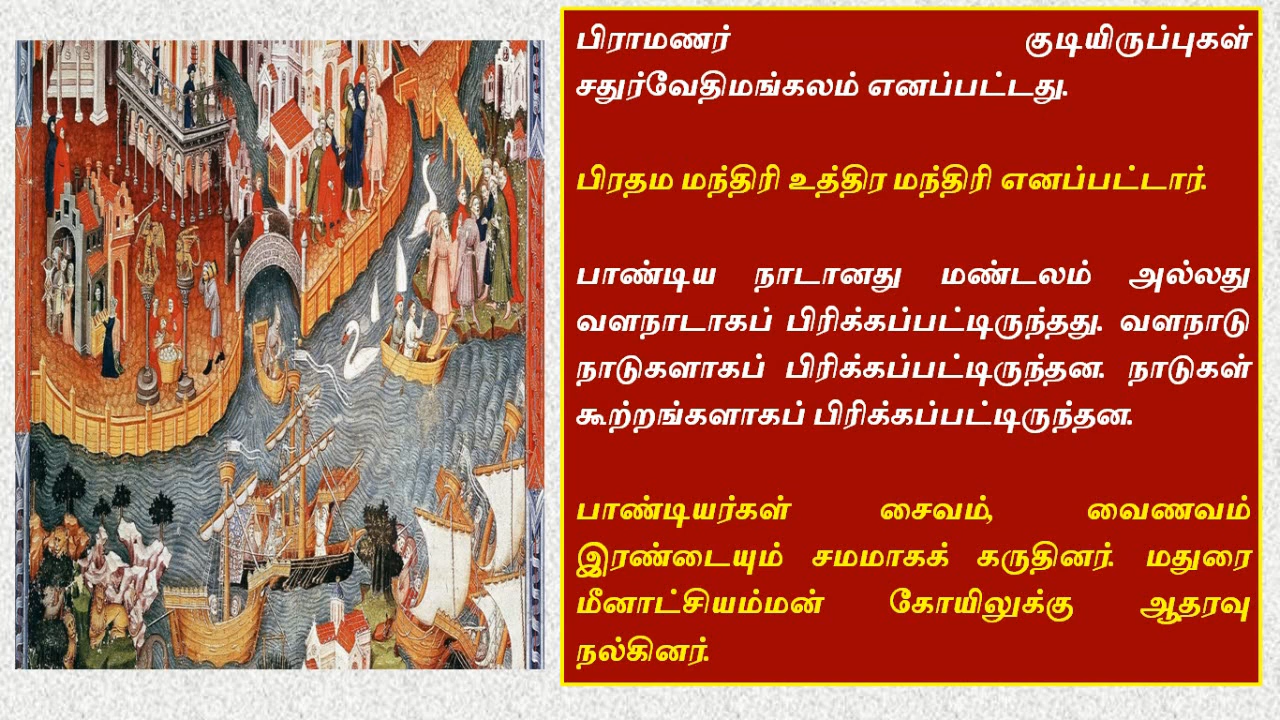 பிராமணர் குடியிருப்புகள்
சதுர்வேதிமங்கலம் எனப்பட்டது.
பிரதம மந்திரி உத்திர மந்திரி எனப்பட்டார்.
பாண்டிய நாடானது மண்டலம் அல்லது
வளநாடாகப் பிரிக்கப்பட்டிருந்தது. வளநாடு
நாடுகளாகப் பிரிக்கப்பட்டிருந்தன. நாடுகள்
கூற்றங்களாகப் பிரிக்கப்பட்டிருந்தன.
பாண்டியர்கள் சைவம், வைணவம்
இரண்டையும் சமமாகக் கருதினர். மதுரை
மீனாட்சியம்மன் கோயிலுக்கு ஆதரவு
நல்கினர்.